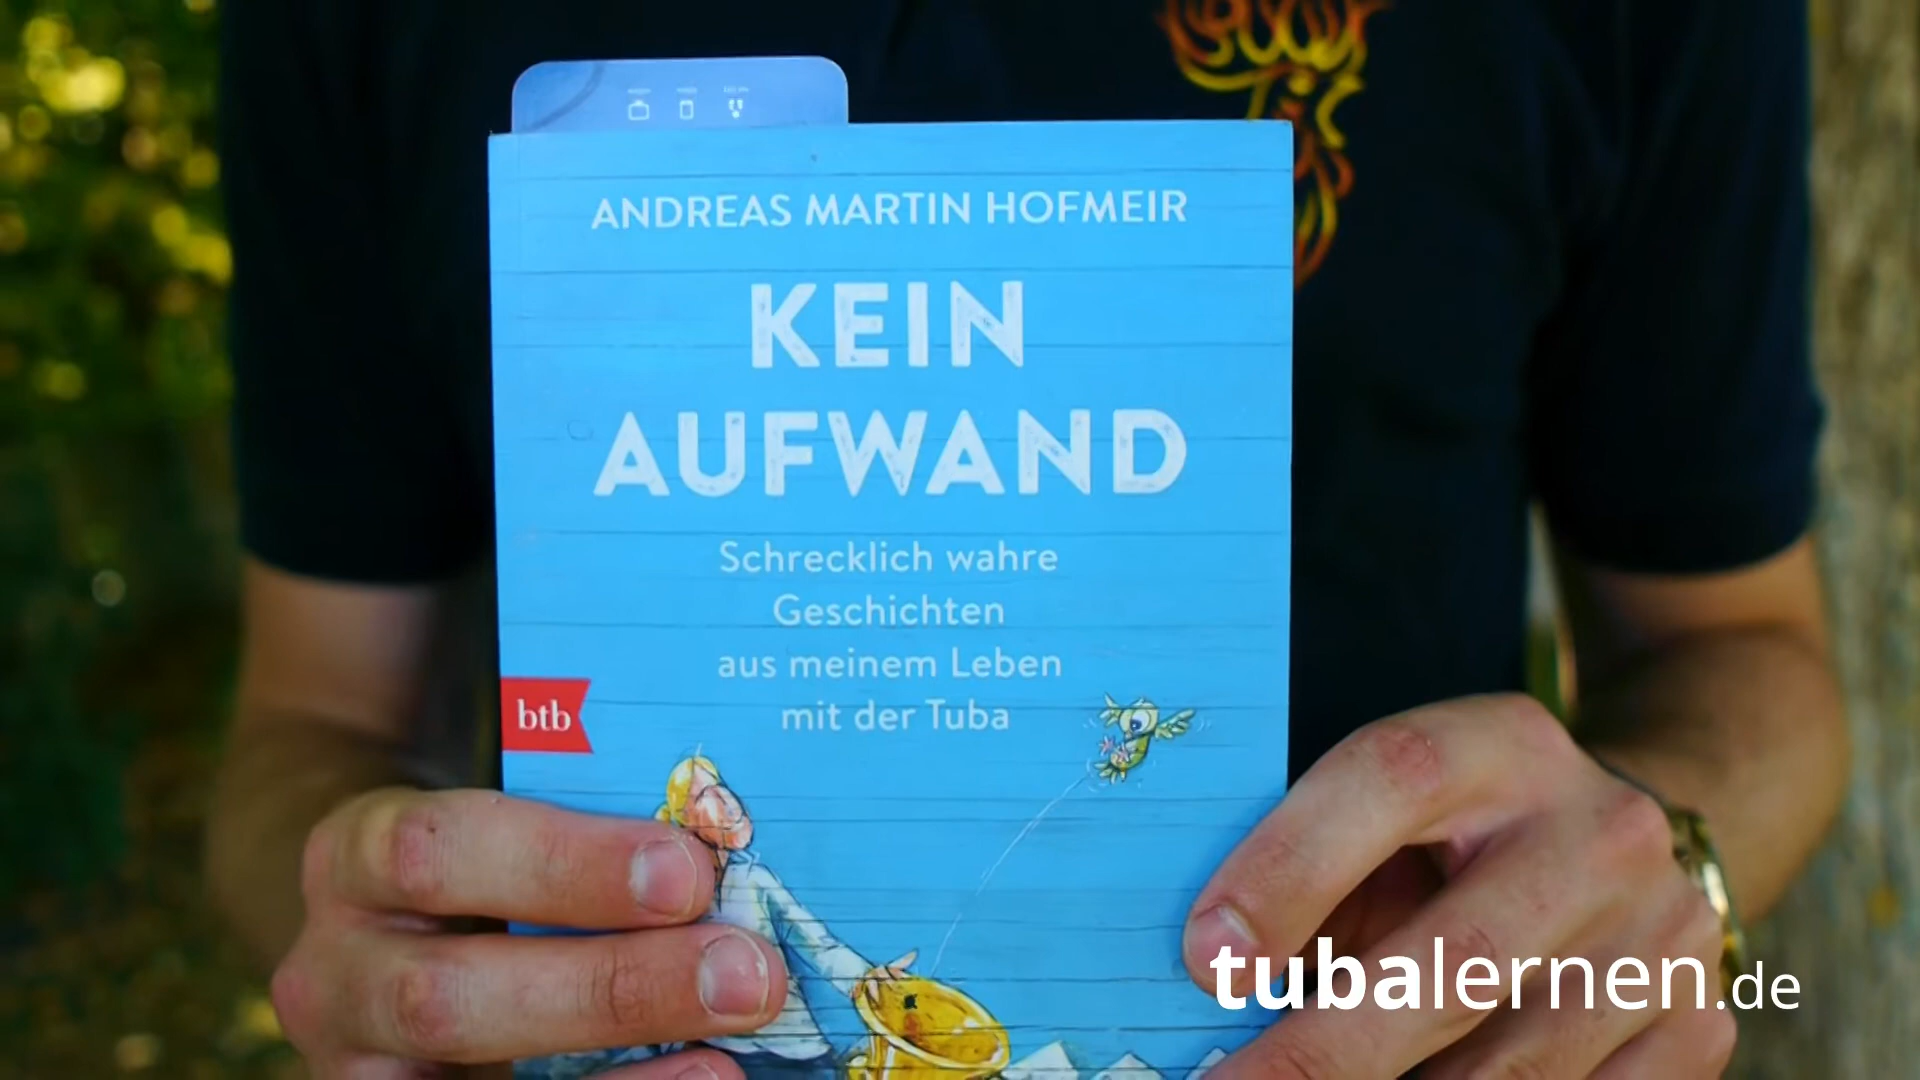 ANDREAS MARTIN HOFMEIR
KEIN
AUFWAND
Schrecklich wahre
Geschichten
aus meinem Leben
mit der Tuba
btb
tubalernen.de